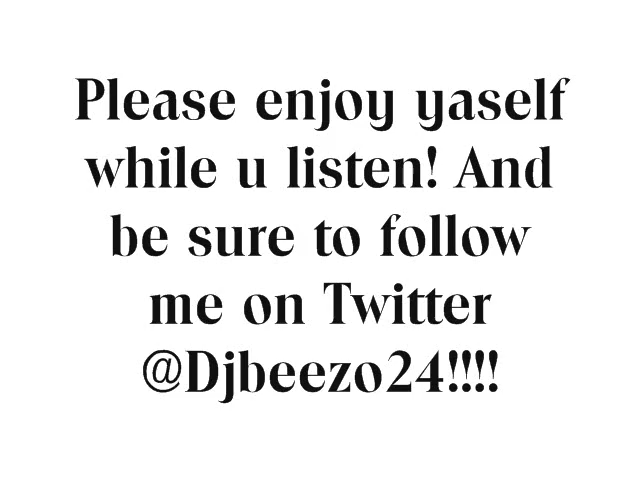 Please enjoy yaself
while u listen! And
be sure to follow
me on Twitter
@Djbeezo24!!!!